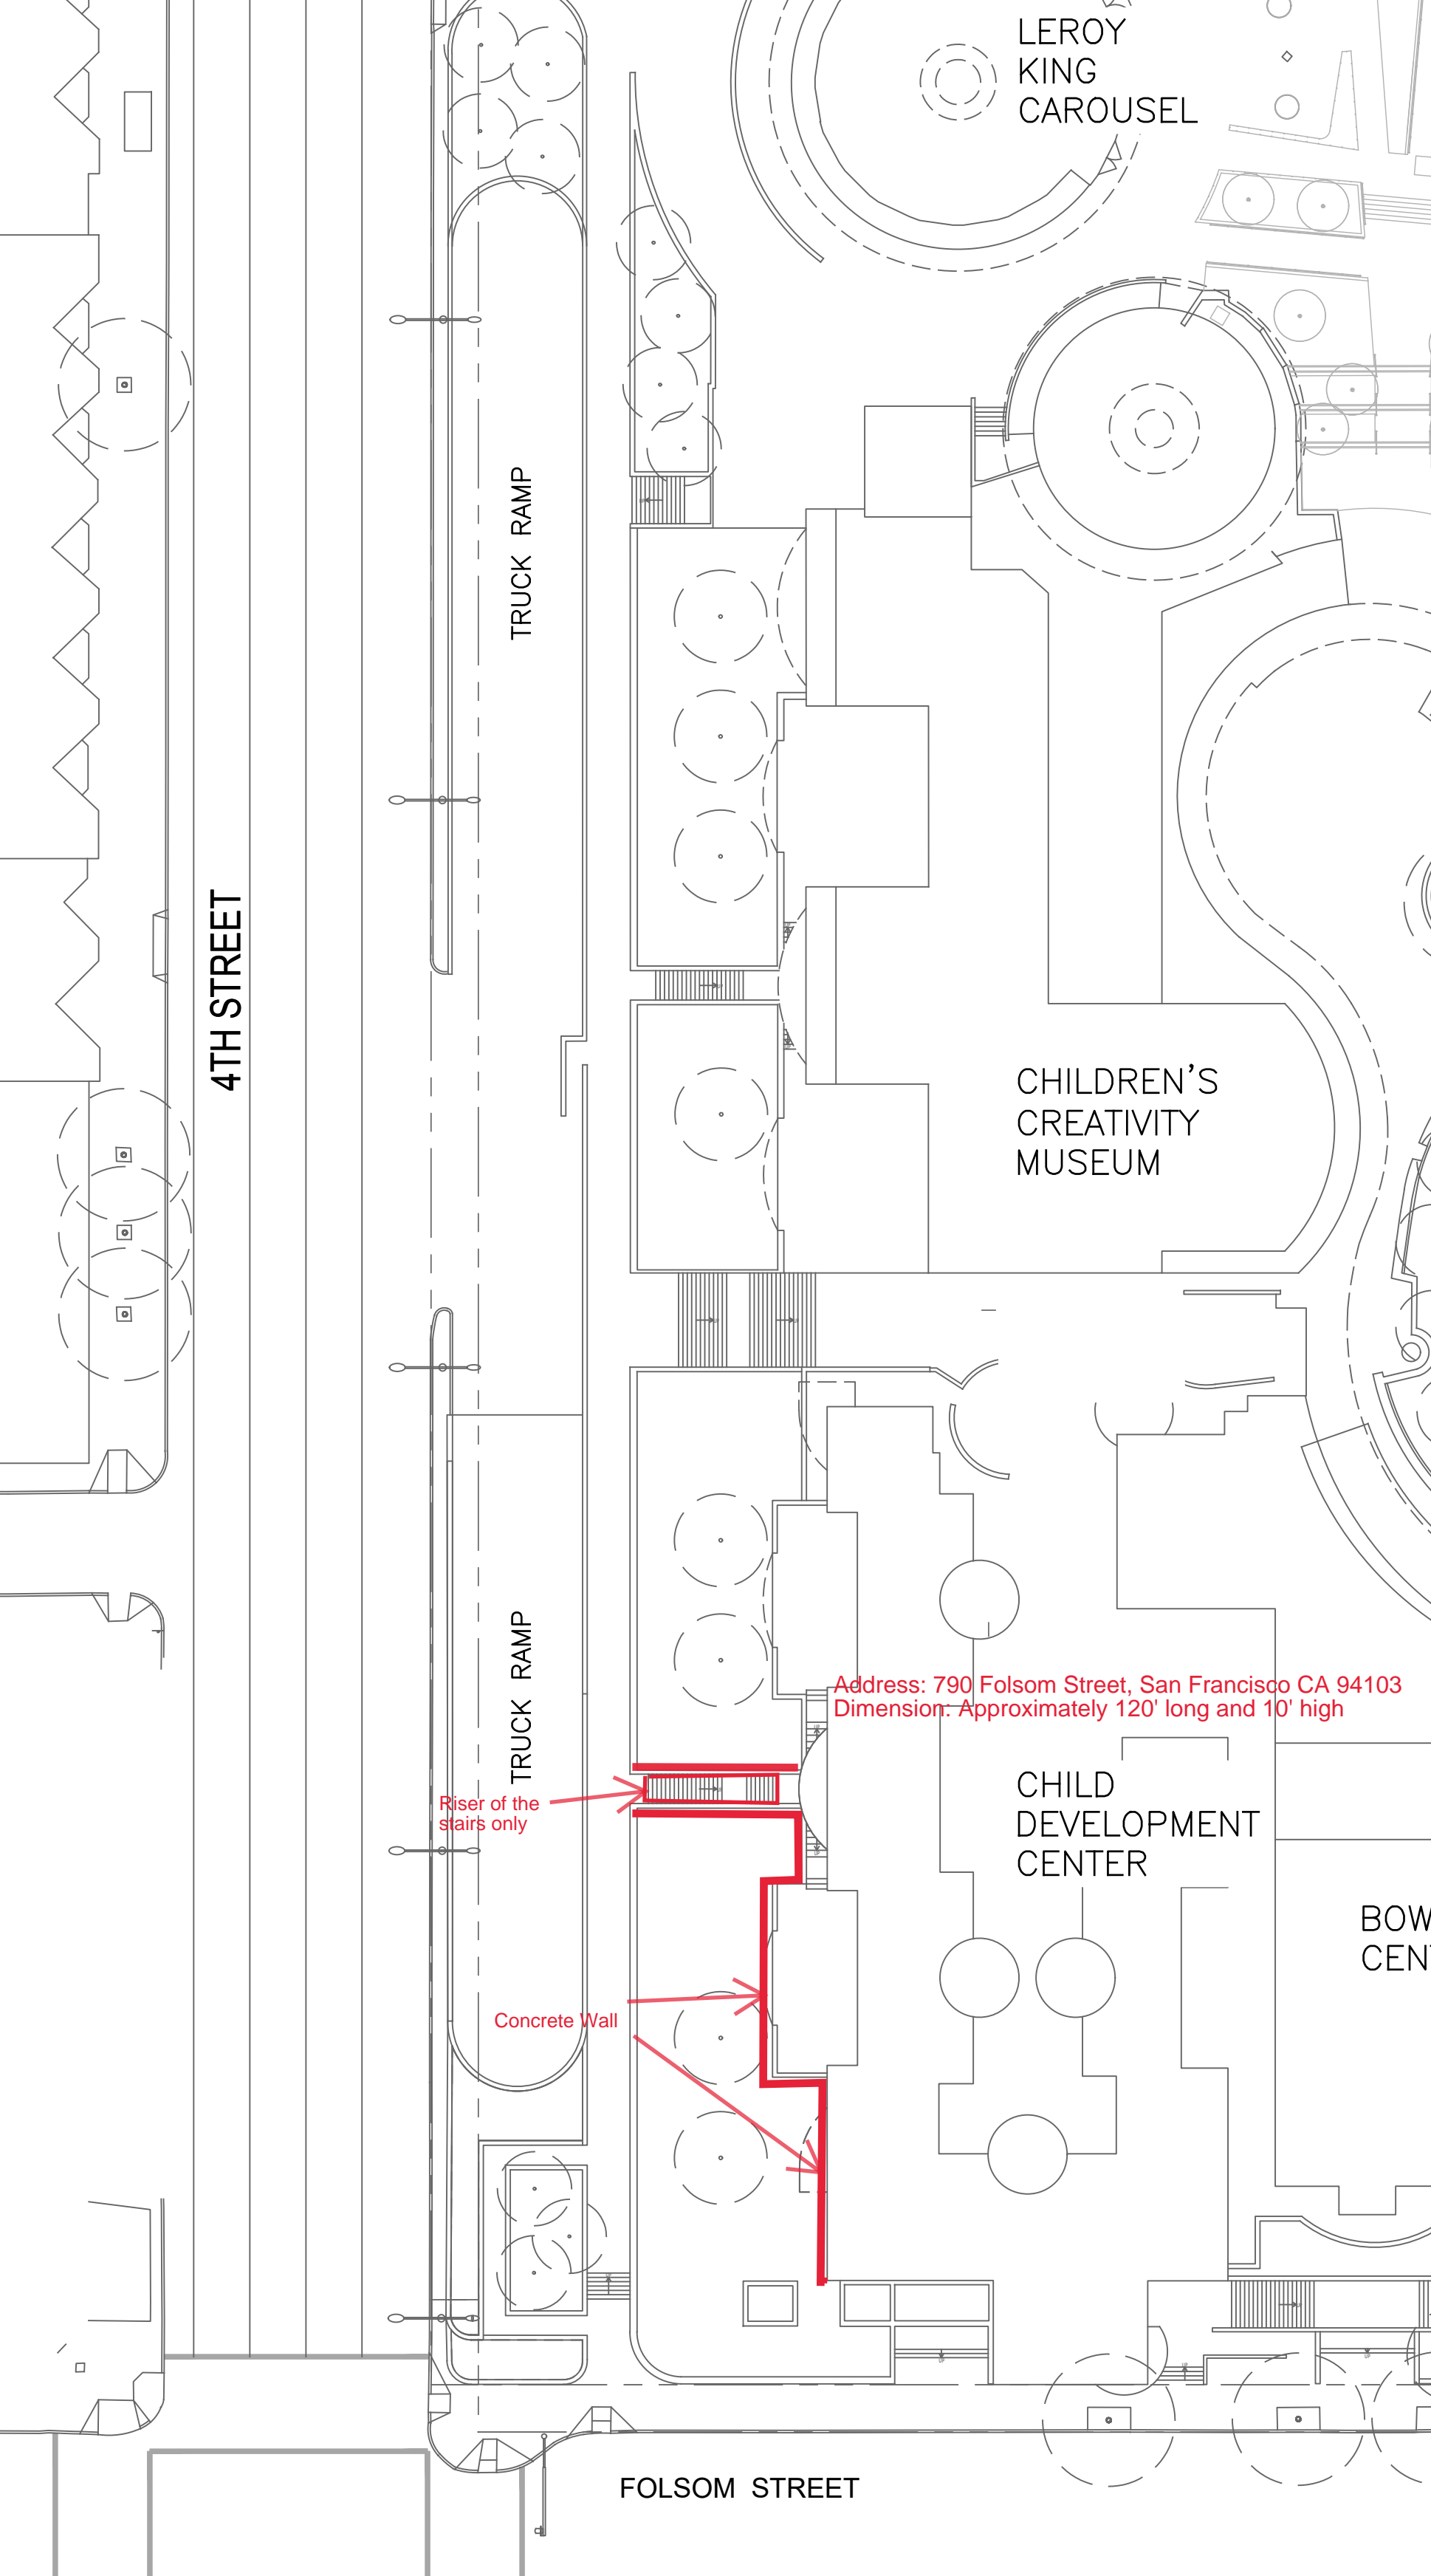 LEROY
KING
CAROUSEL
TRUCK RAMP
4TH STREET
CHILDREN'S
CREATIVITY
MUSEUM
TRUCK RAMP
Address: 790 Folsom Street, San Francisco CA 94103
Dimension: Approximately 120' long and 10' high
Riser of the
stairs only
CHILD
DEVELOPMENT
CENTER
BOW
CEN
Concrete Wall
FOLSOM STREET